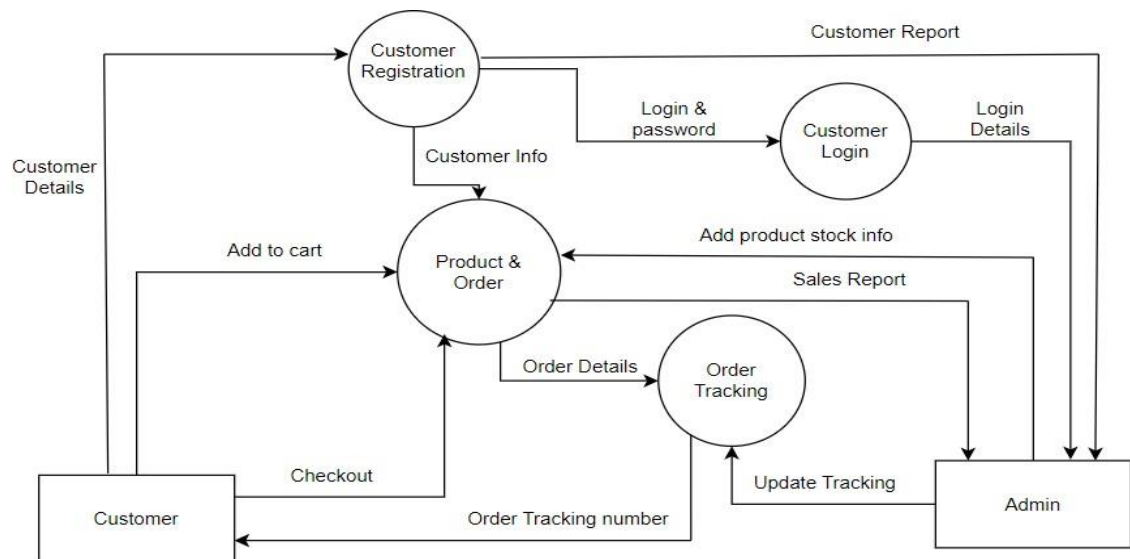 Customer Report
Customer
Registration
Login &
password
Login
Details
Customer
Login
Customer Info
Customer
Details
Add to cart
Product &
Order
Add product stock info
Sales Report
Order Details
Order
Tracking
Checkout
Update Tracking
Customer
Order Tracking number
Admin